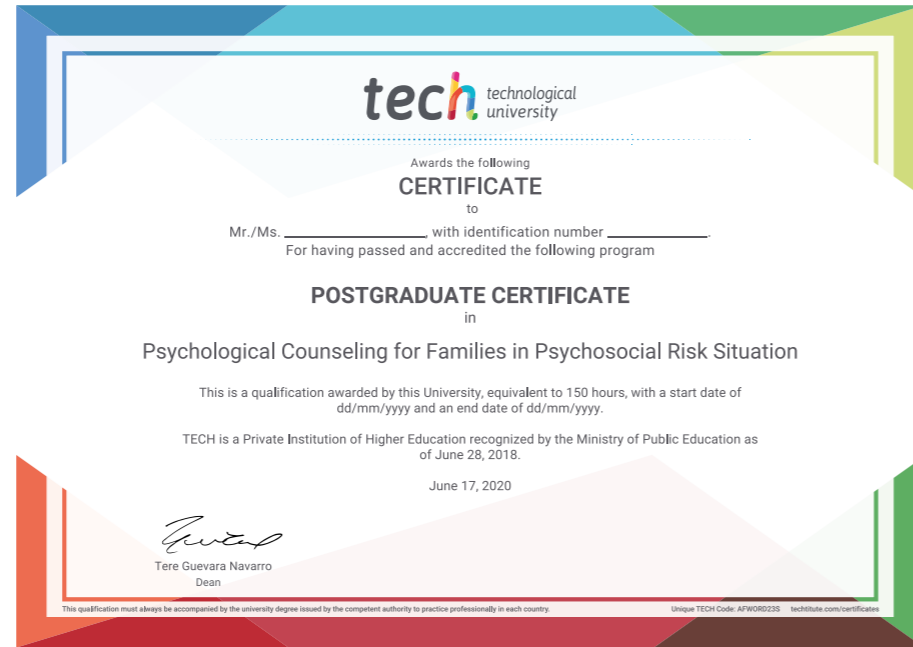 tech technological
university
Awards the following
CERTIFICATE
to
Mr./Ms. ____________________, with identification number ______________.
For having passed and accredited the following program
POSTGRADUATE CERTIFICATE
in
Psychological Counseling for Families in Psychosocial Risk Situation
This is a qualification awarded by this University, equivalent to 150 hours, with a start date of
dd/mm/yyyy and an end date of dd/mm/yyyy.
TECH is a Private Institution of Higher Education recognized by the Ministry of Public Education as
of June 28, 2018.
June 17, 2020
Tere Guevara Navarro
Dean
This qualification must always be accompanied by the university degree issued by the competent authority to practice professionally in each country. Unique TECH Code: AFWORD23S techtitute.com/certificates